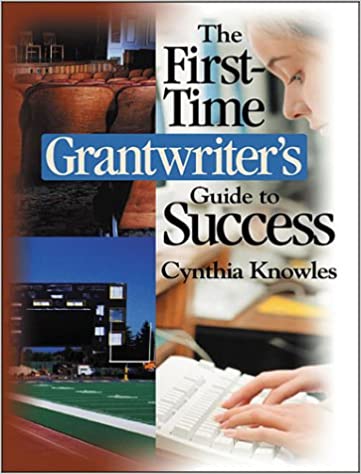 The
First-
Time
Grantwriter's
Guide to
Success
Cynthia Knowles